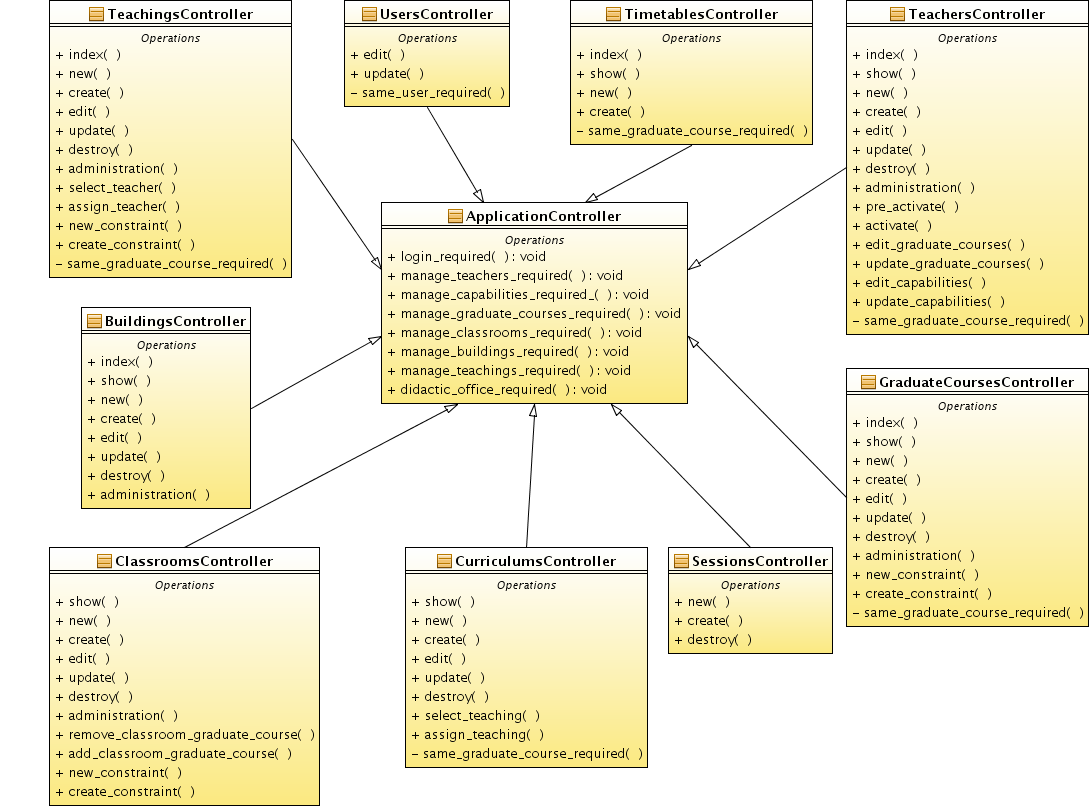 TeachingsController
Operations
+ index( )
+ new( )
+ create( )
+ edit( )
+ update( )
+ destroy( )
+ administration( )
+ select_teacher( )
+ assign_teacher( )
+ new_constraint( )
+ create_constraint( )
- same_graduate_course_required( )
UsersController
Operations
+ edit( )
+ update( )
- same_user_required( )
TimetablesController
Operations
+ index( )
+ show( )
+ new( )
+ create( )
- same_graduate_course_required( )
TeachersController
Operations
+ index( )
+ show( )
+ new( )
+ create( )
+ edit( )
+ update( )
+ destroy( )
+ administration( )
+ pre_activate( )
+ activate( )
+ edit_graduate_courses( )
+ update_graduate_courses( )
+ edit_capabilities( )
+ update_capabilities( )
- same_graduate_course_required( )
ApplicationController
Operations
+ login_required( ) : void
+ manage_teachers_required( ) : void
+ manage_capabilities_required_( ) : void
+ manage_graduate_courses_required( ) : void
+ manage_classrooms_required( ) : void
+ manage_buildings_required( ) : void
+ manage_teachings_required( ) : void
+ didactic_office_required( ) : void
BuildingsController
Operations
+ index( )
+ show( )
+ new( )
+ create( )
+ edit( )
+ update( )
+ destroy( )
+ administration( )
GraduateCoursesController
Operations
+ index( )
+ show( )
+ new( )
+ create( )
+ edit( )
+ update( )
+ destroy( )
+ administration( )
+ new_constraint( )
+ create_constraint( )
- same_graduate_course_required( )
ClassroomsController
Operations
+ show( )
+ new( )
+ create( )
+ edit( )
+ update( )
+ destroy( )
+ administration( )
+ remove_classroom_graduate_course( )
+ add_classroom_graduate_course( )
+ new_constraint( )
+ create_constraint( )
CurriculumsController
Operations
+ show( )
+ new( )
+ create( )
+ edit( )
+ update( )
+ destroy( )
+ select_teaching( )
+ assign_teaching( )
- same_graduate_course_required( )
SessionsController
Operations
+ new( )
+ create( )
+ destroy( )